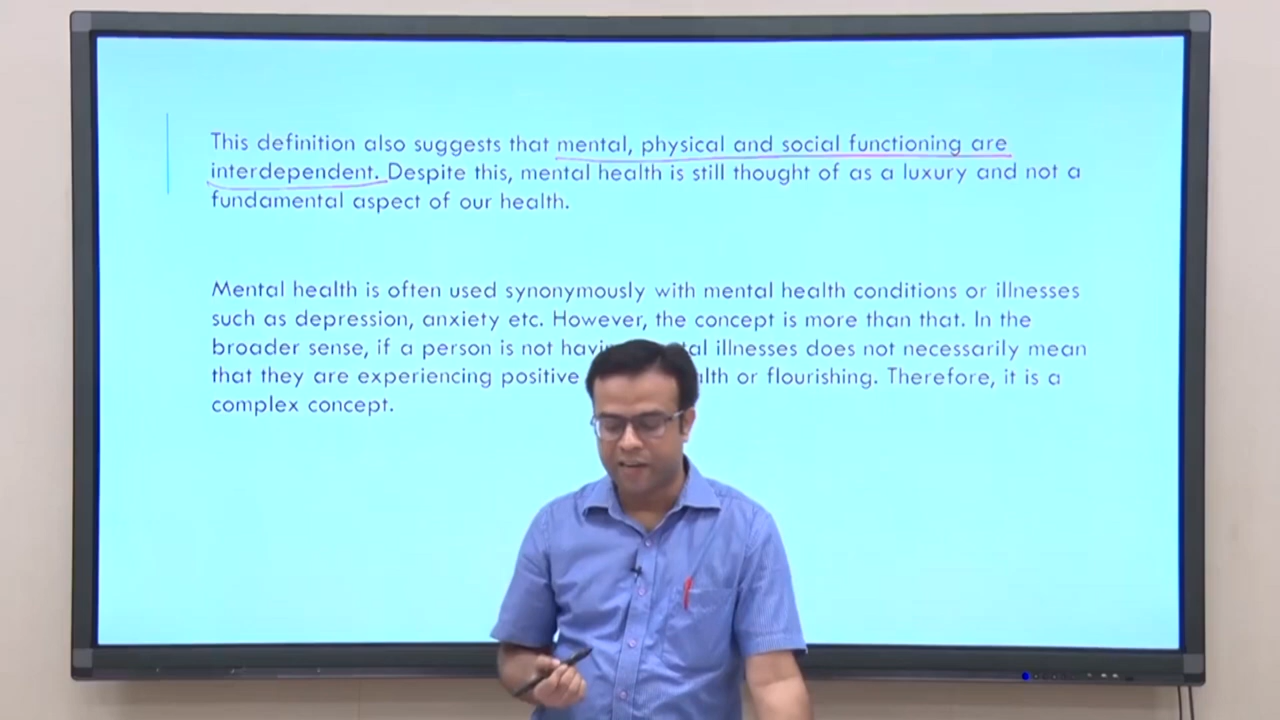 This definition also suggests that mental, physical and social functioning are
interdependent. Despite this, mental health is still thought of as a luxury and not a
fundamental aspect of our health.
Mental health is often used synonymously with mental health conditions or illnesses
such as depression, anxiety etc. However, the concept is more than that. In the
broader sense, if a person is not illnesses does not necessarily mean
that they are experiencing positive or flourishing. Therefore, it is a
complex concept.